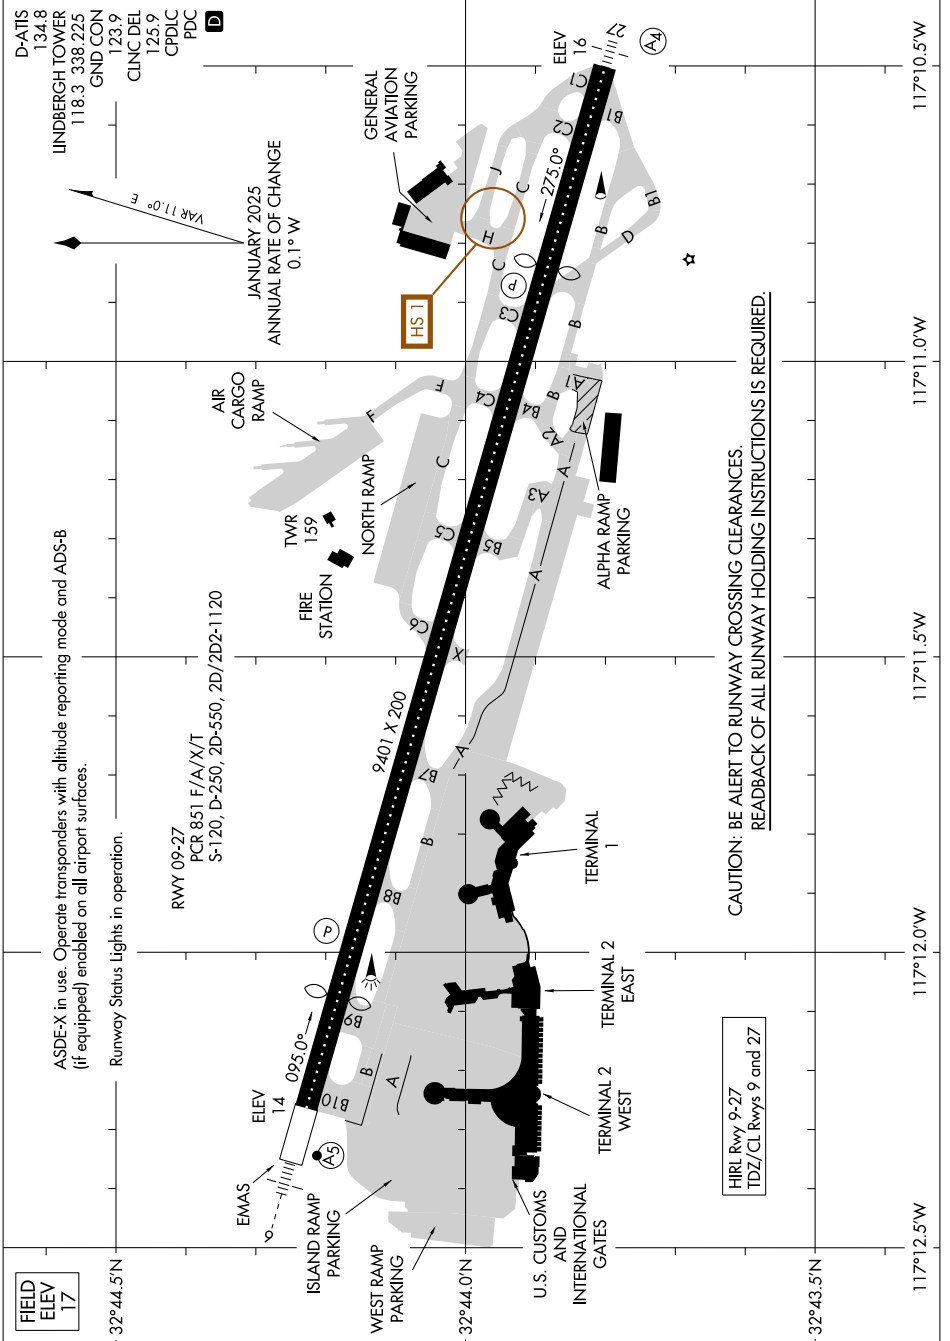 D-ATIS
134.8
LINDBERGH TOWER
118.3 338.225
GND CON
123.9
CLNC DEL
125.9
CPDLC
PDC
D
FIELD
ELEV
17
ASDE-X in use. Operate transponders with altitude reporting mode and ADS-B
(if equipped) enabled on all airport surfaces.
Runway Status Lights in operation.
RWY 09-27
PCR 851 F/A/X/T
S-120, D-250, 2D-550, 2D/2D2-1120
VAR 11.0° E
JANUARY 2025
ANNUAL RATE OF CHANGE
0.1° W
GENERAL
AVIATION
PARKING
HS 1
AIR
CARGO
RAMP
TWR
159
FIRE
STATION
NORTH RAMP
ELEV
16
27
A4
C1
B1
C2
275.0°
J
C
H
C
P
C3
B
B1
D
B
F
F
C4
B4
B
A1
A2
A
A3
C
C5
B5
A
C6
X
9401 X 200
A
B7
B
B8
P
B9
095.0°
B
A
B10
ELEV
14
EMAS
A5
ISLAND RAMP
PARKING
WEST RAMP
PARKING
U.S. CUSTOMS
AND
INTERNATIONAL
GATES
TERMINAL 2
WEST
TERMINAL 2
EAST
TERMINAL
1
ALPHA RAMP
PARKING
CAUTION: BE ALERT TO RUNWAY CROSSING CLEARANCES.
READBACK OF ALL RUNWAY HOLDING INSTRUCTIONS IS REQUIRED.
HIRL Rwy 9-27
TDZ/CL Rwys 9 and 27
32°44.5'N
32°44.0'N
32°43.5'N
117°12.5'W
117°12.0'W
117°11.5'W
117°11.0'W
117°10.5'W